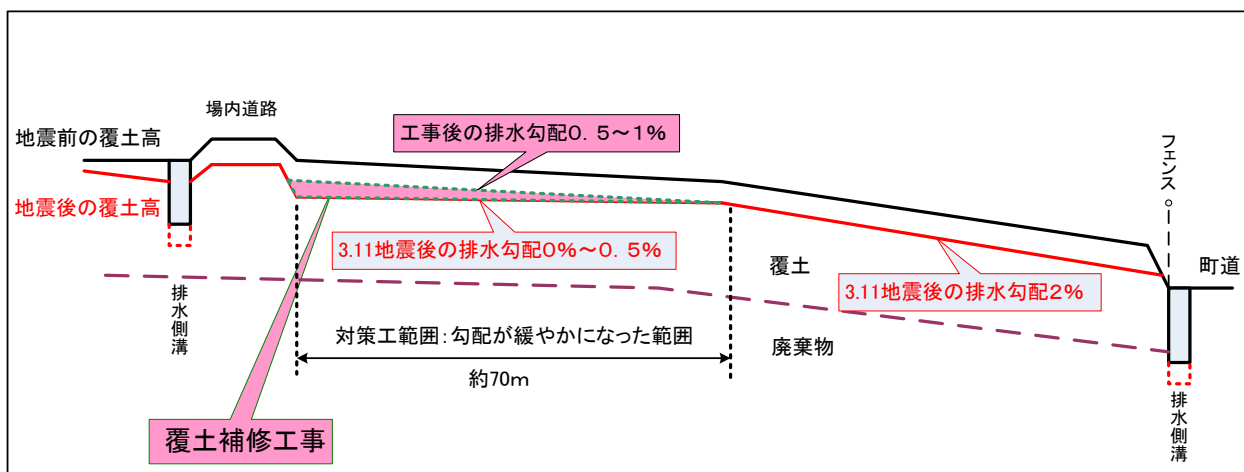 場内道路
工事後の排水勾配0.5~1%
地震前の覆土高
フェンス
地震後の覆土高
3.11地震後の排水勾配0%~0.5%
覆土
町道
3.11地震後の排水勾配2%
排水側溝
対策工範囲:勾配が緩やかになった範囲
廃棄物
約70m
覆土補修工事
排水側溝